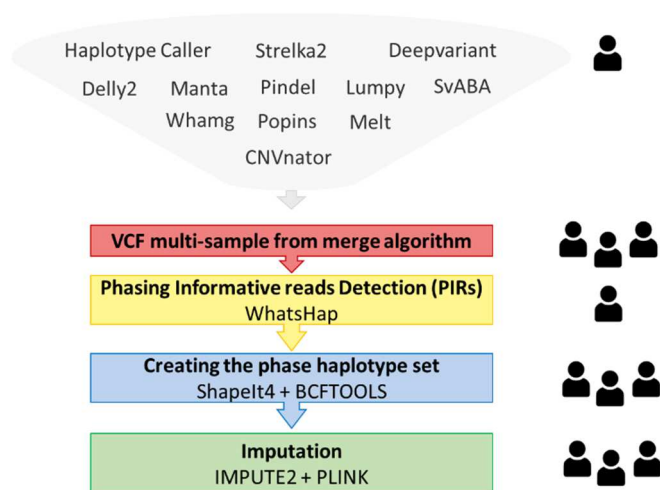 Haplotype Caller Strelka2 Deepvariant
Delly2 Manta Pindel Lumpy SvABA
Whamg Popins Melt
CNVnator
VCF multi-sample from merge algorithm
Phasing Informative reads Detection (PIRs)
WhatsHap
Creating the phase haplotype set
ShapeIt4 + BCFTOOLS
Imputation
IMPUTE2 + PLINK